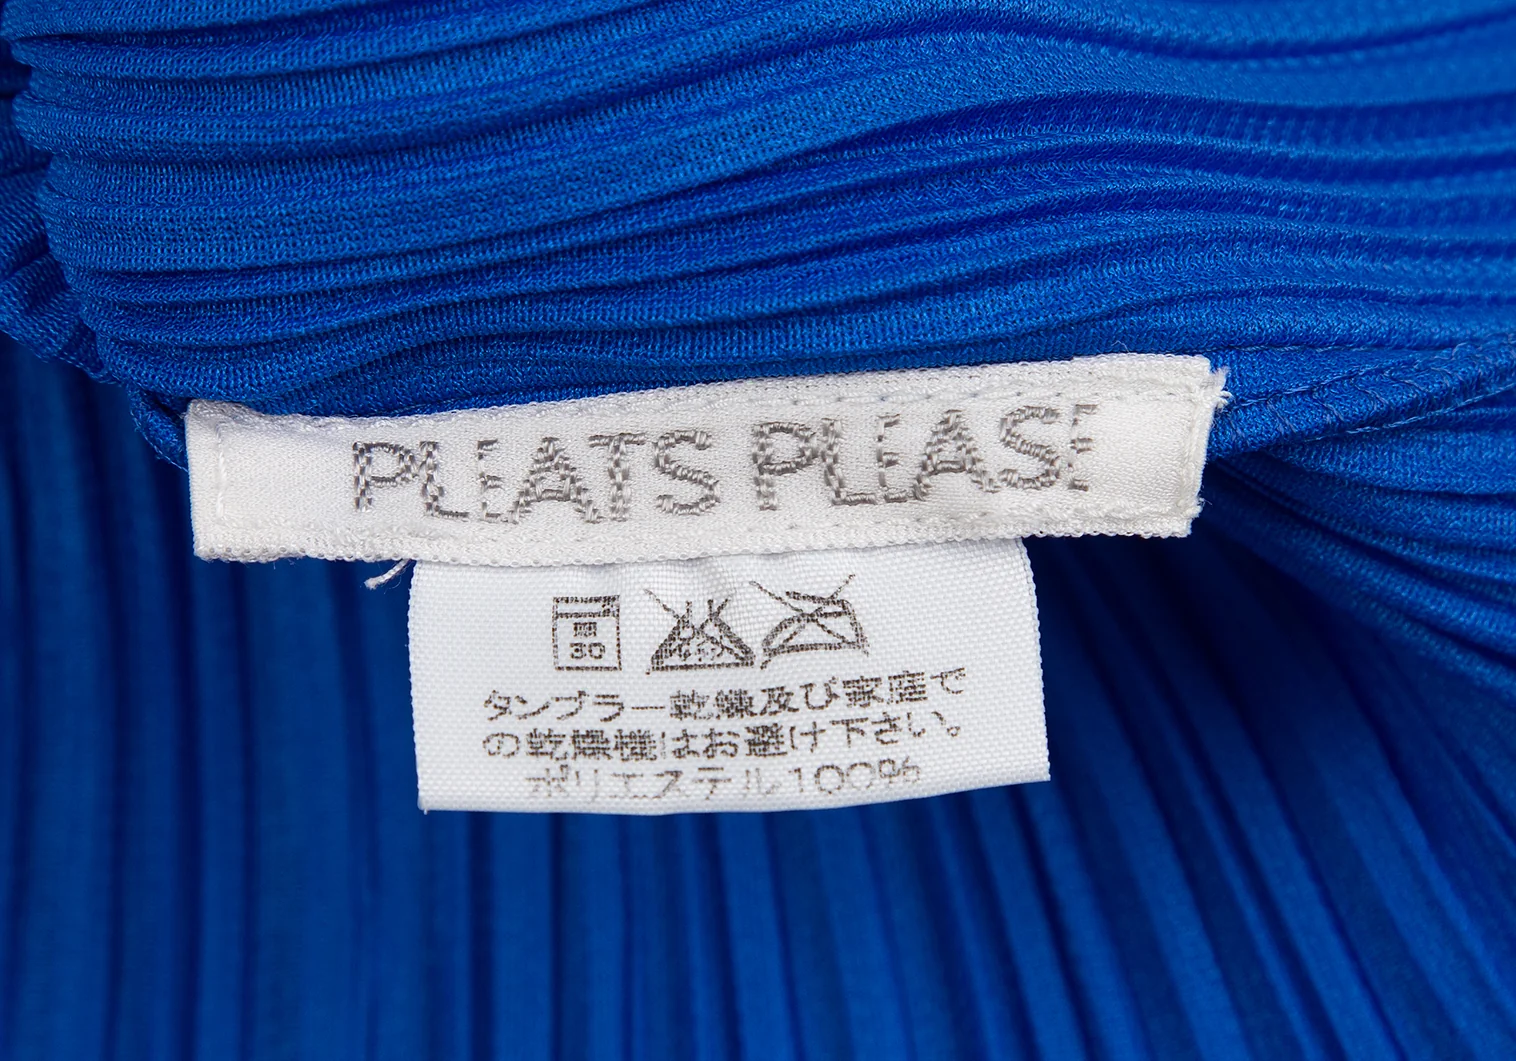 PLEATS PLEASE
30
タンブラー乾燥及び家庭で
の乾燥機はお避け下さい。
ポリエステル100%